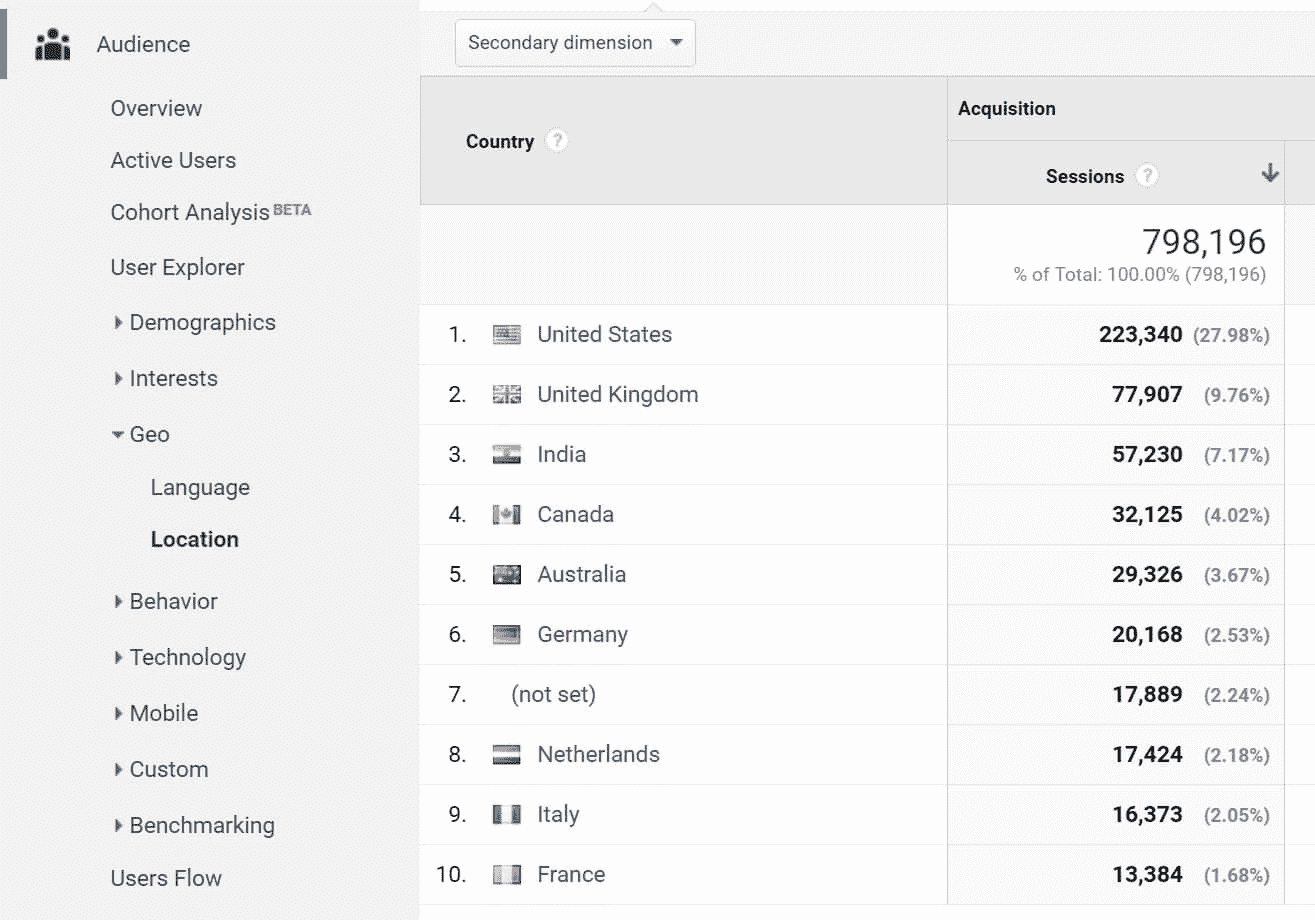 Audience
Overview
Active Users
Cohort Analysis BETA
User Explorer
Demographics
Interests
Geo
Language
Location
Behavior
Technology
Mobile
Custom
Benchmarking
Users Flow
Secondary dimension
Country ?
Acquisition
Sessions ?
798,196
% of Total: 100.00% (798,196)
1. United States 223,340 (27.98%)
2. United Kingdom 77,907 (9.76%)
3. India 57,230 (7.17%)
4. Canada 32,125 (4.02%)
5. Australia 29,326 (3.67%)
6. Germany 20,168 (2.53%)
7. (not set) 17,889 (2.24%)
8. Netherlands 17,424 (2.18%)
9. Italy 16,373 (2.05%)
10. France 13,384 (1.68%)